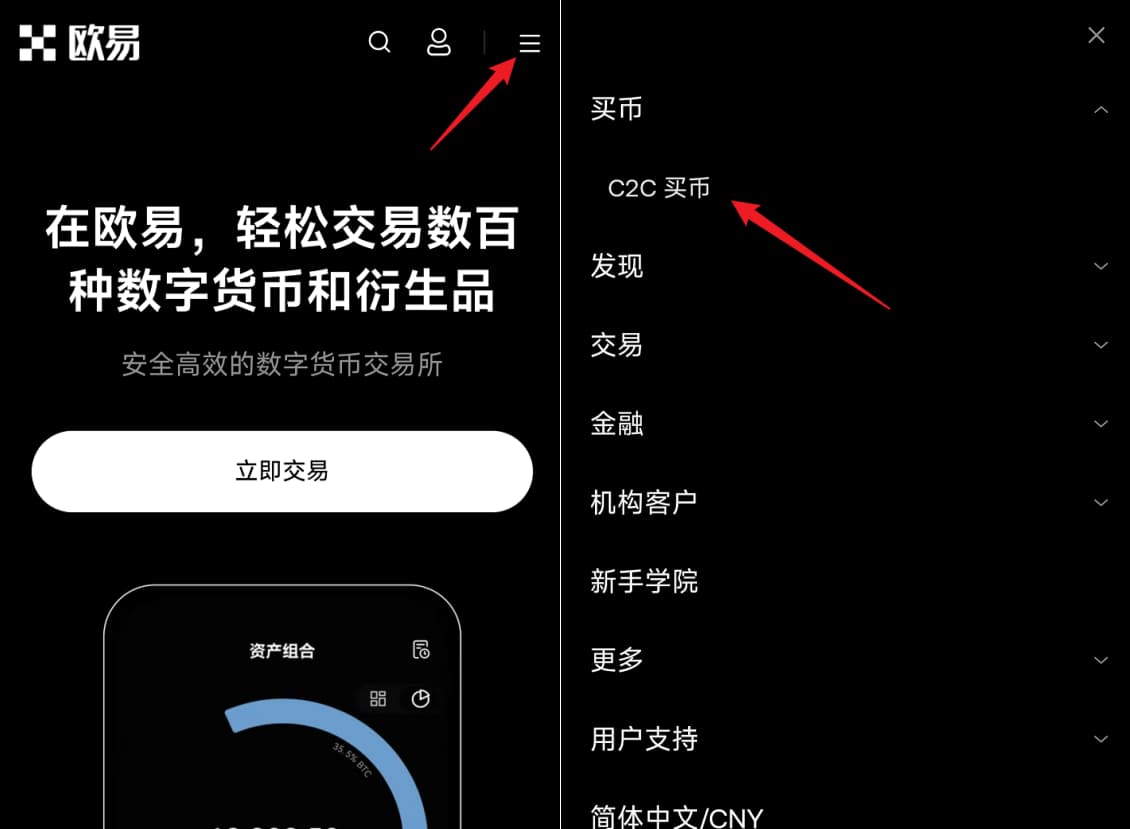 欧易
在欧易，轻松交易数百
种数字货币和衍生品
安全高效的数字货币交易所
立即交易
资产组合
35.5% BTC
买币
C2C 买币
发现
交易
金融
机构客户
新手学院
更多
用户支持
简体中文/CNY